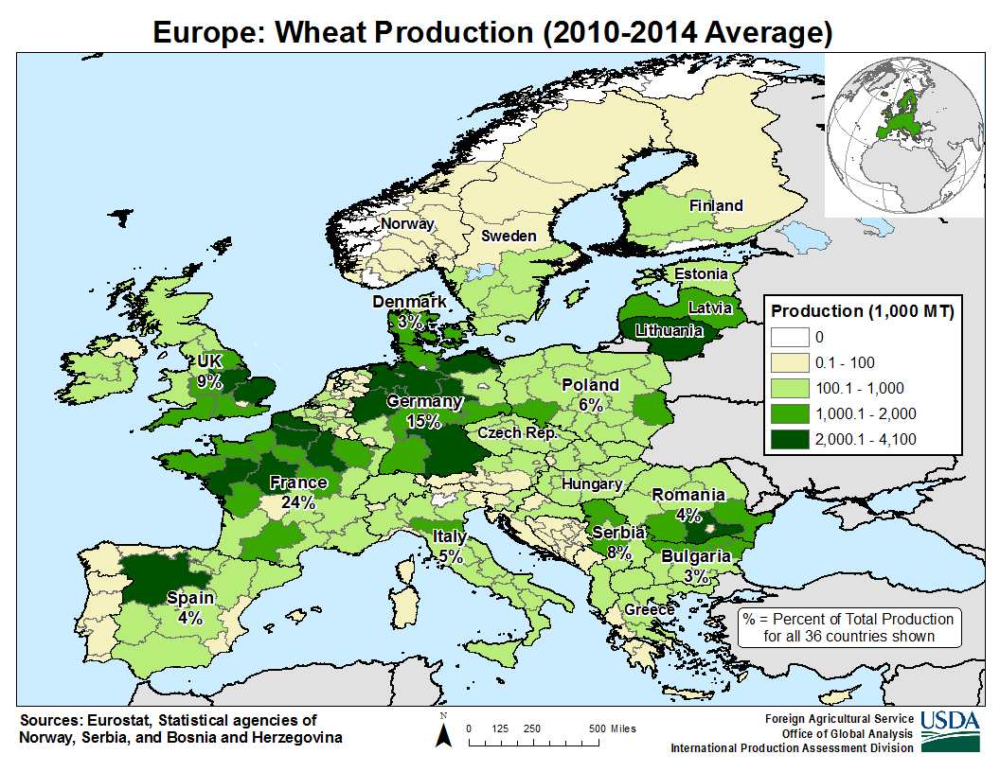 Europe: Wheat Production (2010-2014 Average)
Norway
Sweden
Finland
Estonia
Latvia
Lithuania
Denmark
3%
UK
9%
Germany
15%
Poland
6%
Czech Rep.
France
24%
Hungary
Romania
4%
Serbia
8%
Bulgaria
3%
Italy
5%
Spain
4%
Greece
Production (1,000 MT)
0
0.1 - 100
100.1 - 1,000
1,000.1 - 2,000
2,000.1 - 4,100
% = Percent of Total Production
for all 36 countries shown
Sources: Eurostat, Statistical agencies of
Norway, Serbia, and Bosnia and Herzegovina
N
0 125 250 500 Miles
Foreign Agricultural Service
Office of Global Analysis
International Production Assessment Division
USDA